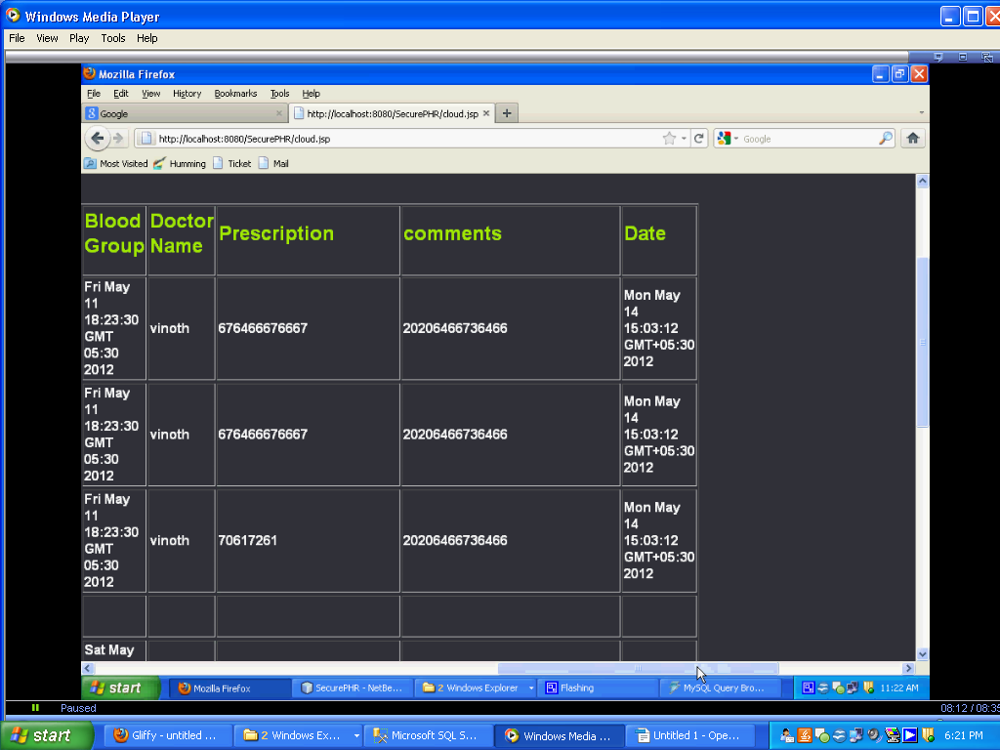 Windows Media Player
File View Play Tools Help
Mozilla Firefox
File Edit View History Bookmarks Tools Help
Google
http://localhost:8080/SecurePHR/cloud.jsp
http://localhost:8080/SecurePHR/cloud.jsp
Google
Most Visited Humming Ticket Mail
Blood Group Doctor Name Prescription comments Date
Fri May 11 18:23:30 GMT 05:30 2012 vinoth 676466676667 20206466736466 Mon May 14 15:03:12 GMT+05:30 2012
Fri May 11 18:23:30 GMT 05:30 2012 vinoth 676466676667 20206466736466 Mon May 14 15:03:12 GMT+05:30 2012
Fri May 11 18:23:30 GMT 05:30 2012 vinoth 70617261 20206466736466 Mon May 14 15:03:12 GMT+05:30 2012
Sat May
start Mozilla Firefox SecurePHR - NetBe... 2 Windows Explorer Flashing MySQL Query Bro... 11:22 AM
Paused 08:12 / 08:35
start Gliffy - untitled ... 2 Windows Ex... Microsoft SQL S... Windows Media ... Untitled 1 - Ope... 6:21 PM